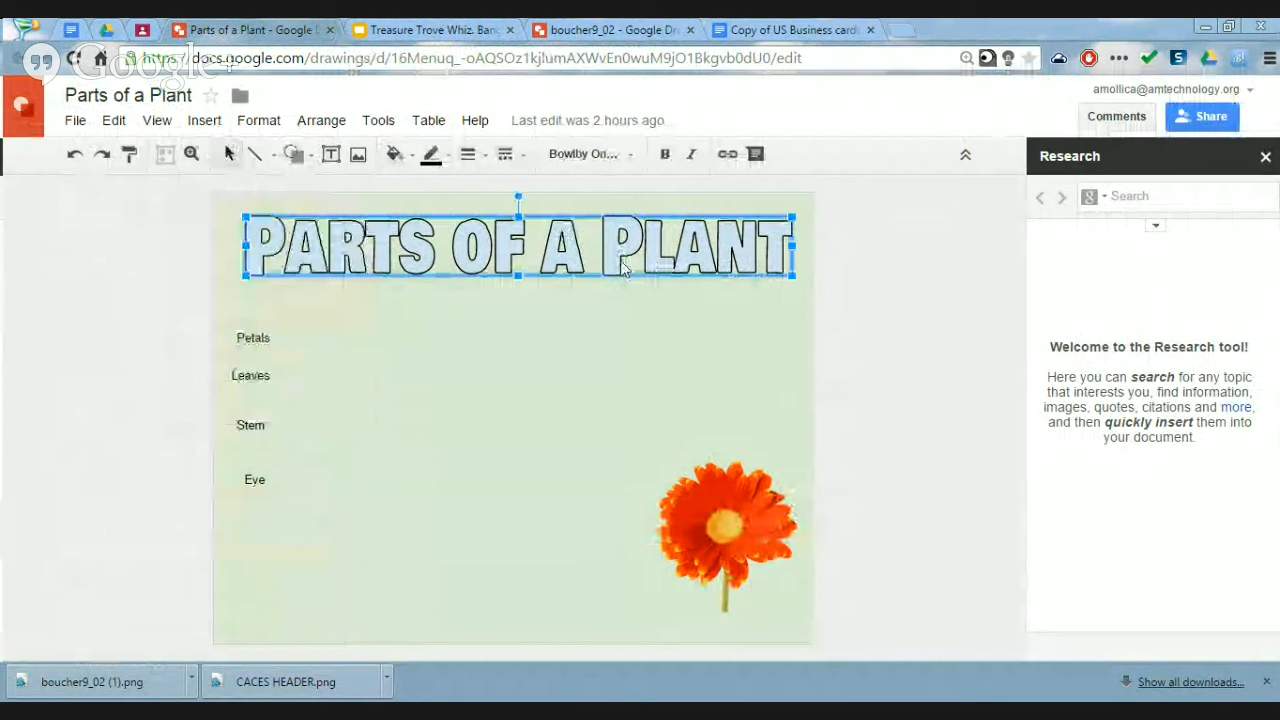 Parts of a Plant - Google D
Treasure Trove Whiz. Bang
boucher9_02 - Google Dr
Copy of US Business card
Google+
https://docs.google.com/drawings/d/16Menuq_-oAQSOz1kjlumAXWvEn0wuM9jO1Bkgvb0dU0/edit
Parts of a Plant
amollica@amtechnology.org
File Edit View Insert Format Arrange Tools Table Help Last edit was 2 hours ago
Comments
Share
Bowlby On...
B I
Research
Search
PARTS OF A PLANT
Petals
Leaves
Stem
Eye
Welcome to the Research tool!
Here you can search for any topic
that interests you, find information,
images, quotes, citations and more,
and then quickly insert them into
your document.
boucher9_02 (1).png
CACES HEADER.png
Show all downloads...